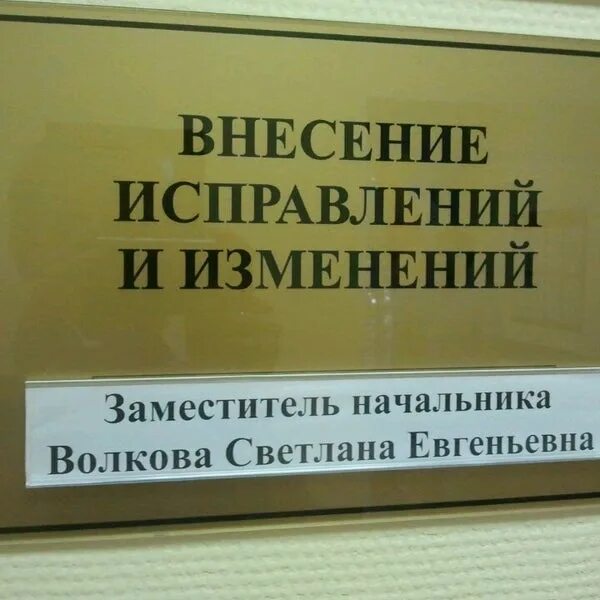 ВНЕСЕНИЕ
ИСПРАВЛЕНИЙ
И ИЗМЕНЕНИЙ
Заместитель начальника
Волкова Светлана Евгеньевна